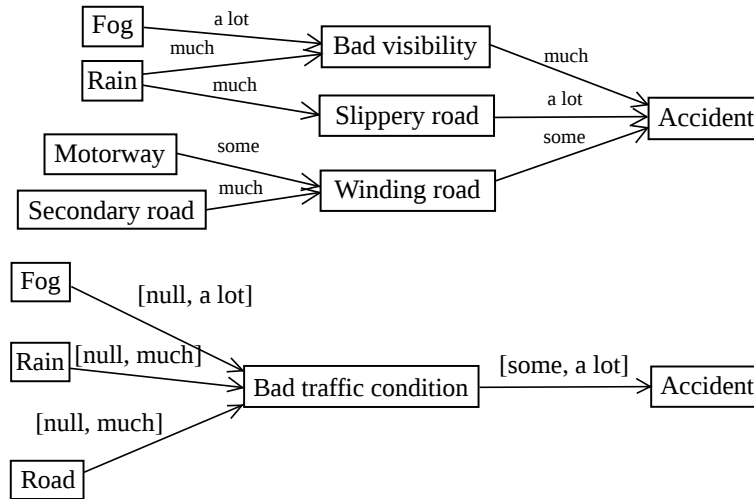 Fog
a lot
much
Bad visibility
Rain
much
much
Slippery road
a lot
Accident
Motorway
some
some
much
Winding road
Secondary road
Fog
[null, a lot]
Rain
[null, much]
Bad traffic condition
[some, a lot]
Accident
[null, much]
Road